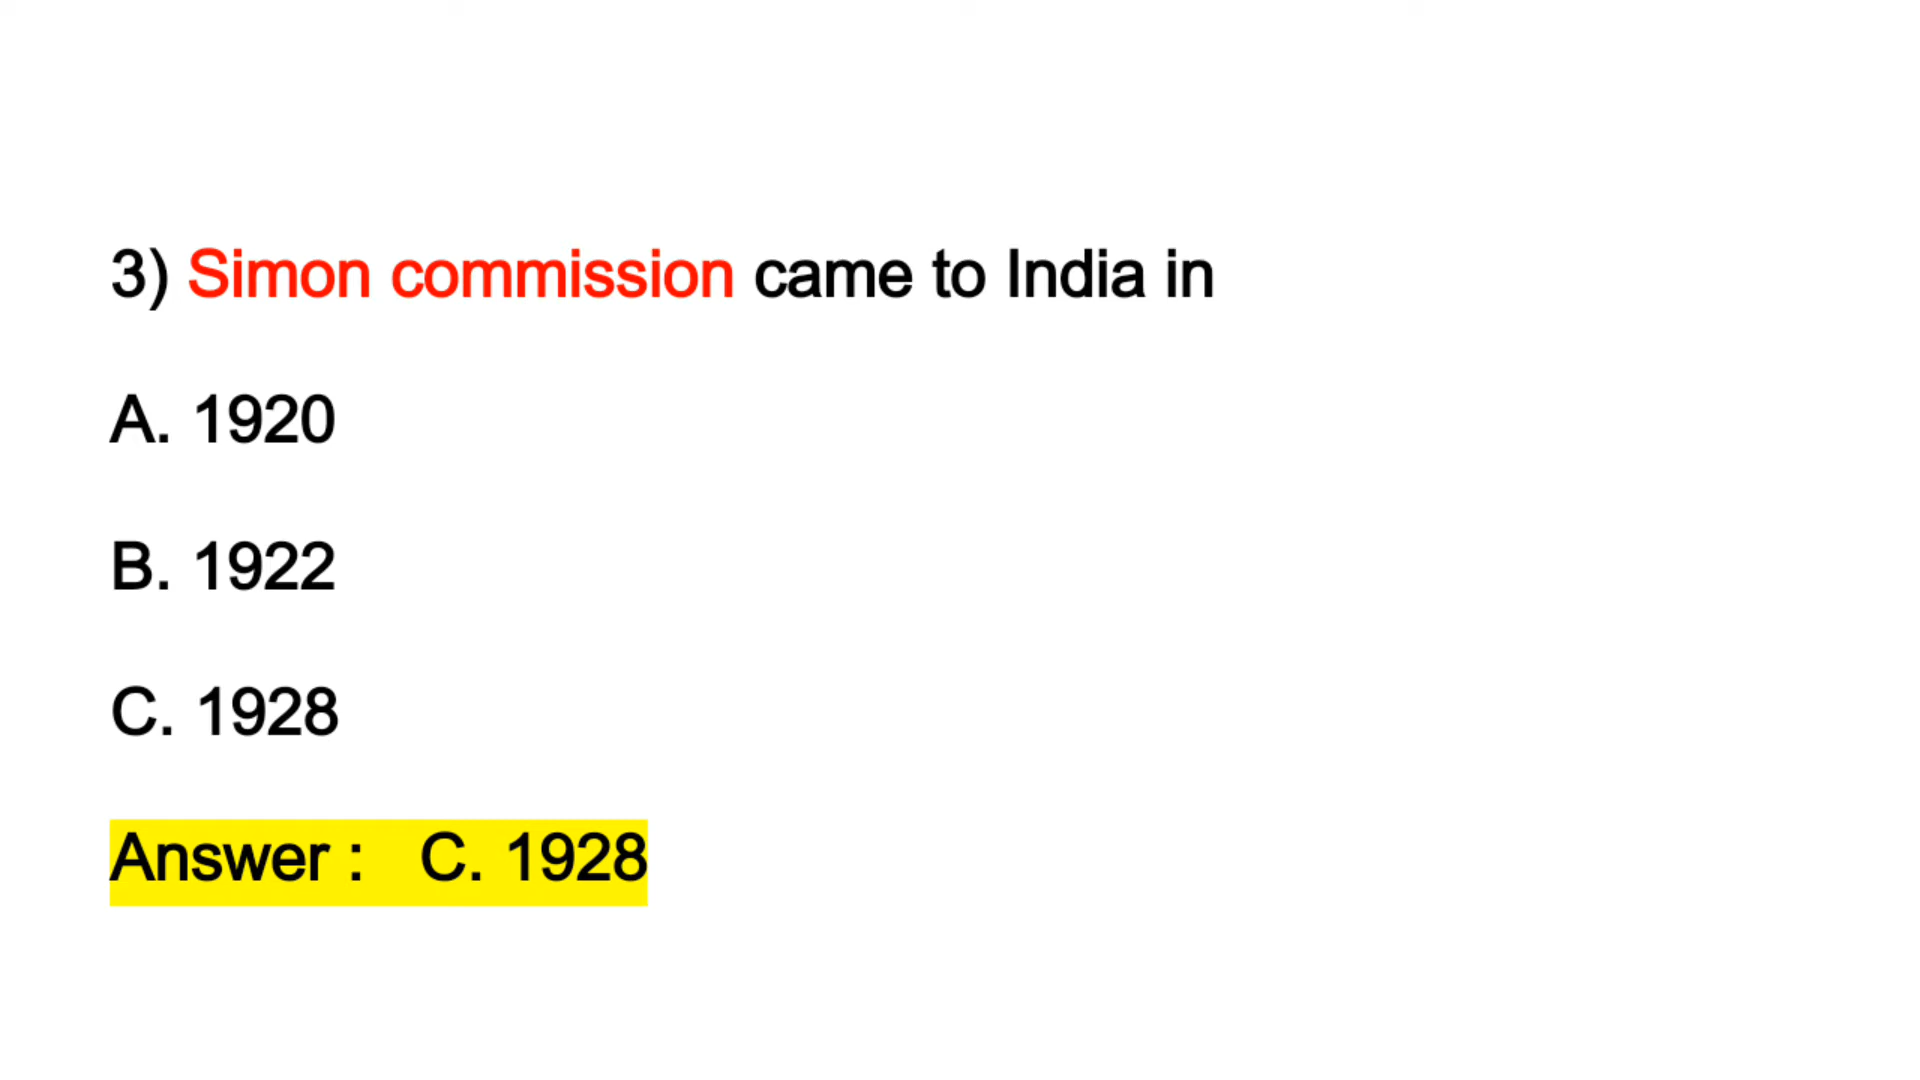 3) Simon commission came to India in
A. 1920
B. 1922
C. 1928
Answer : C. 1928